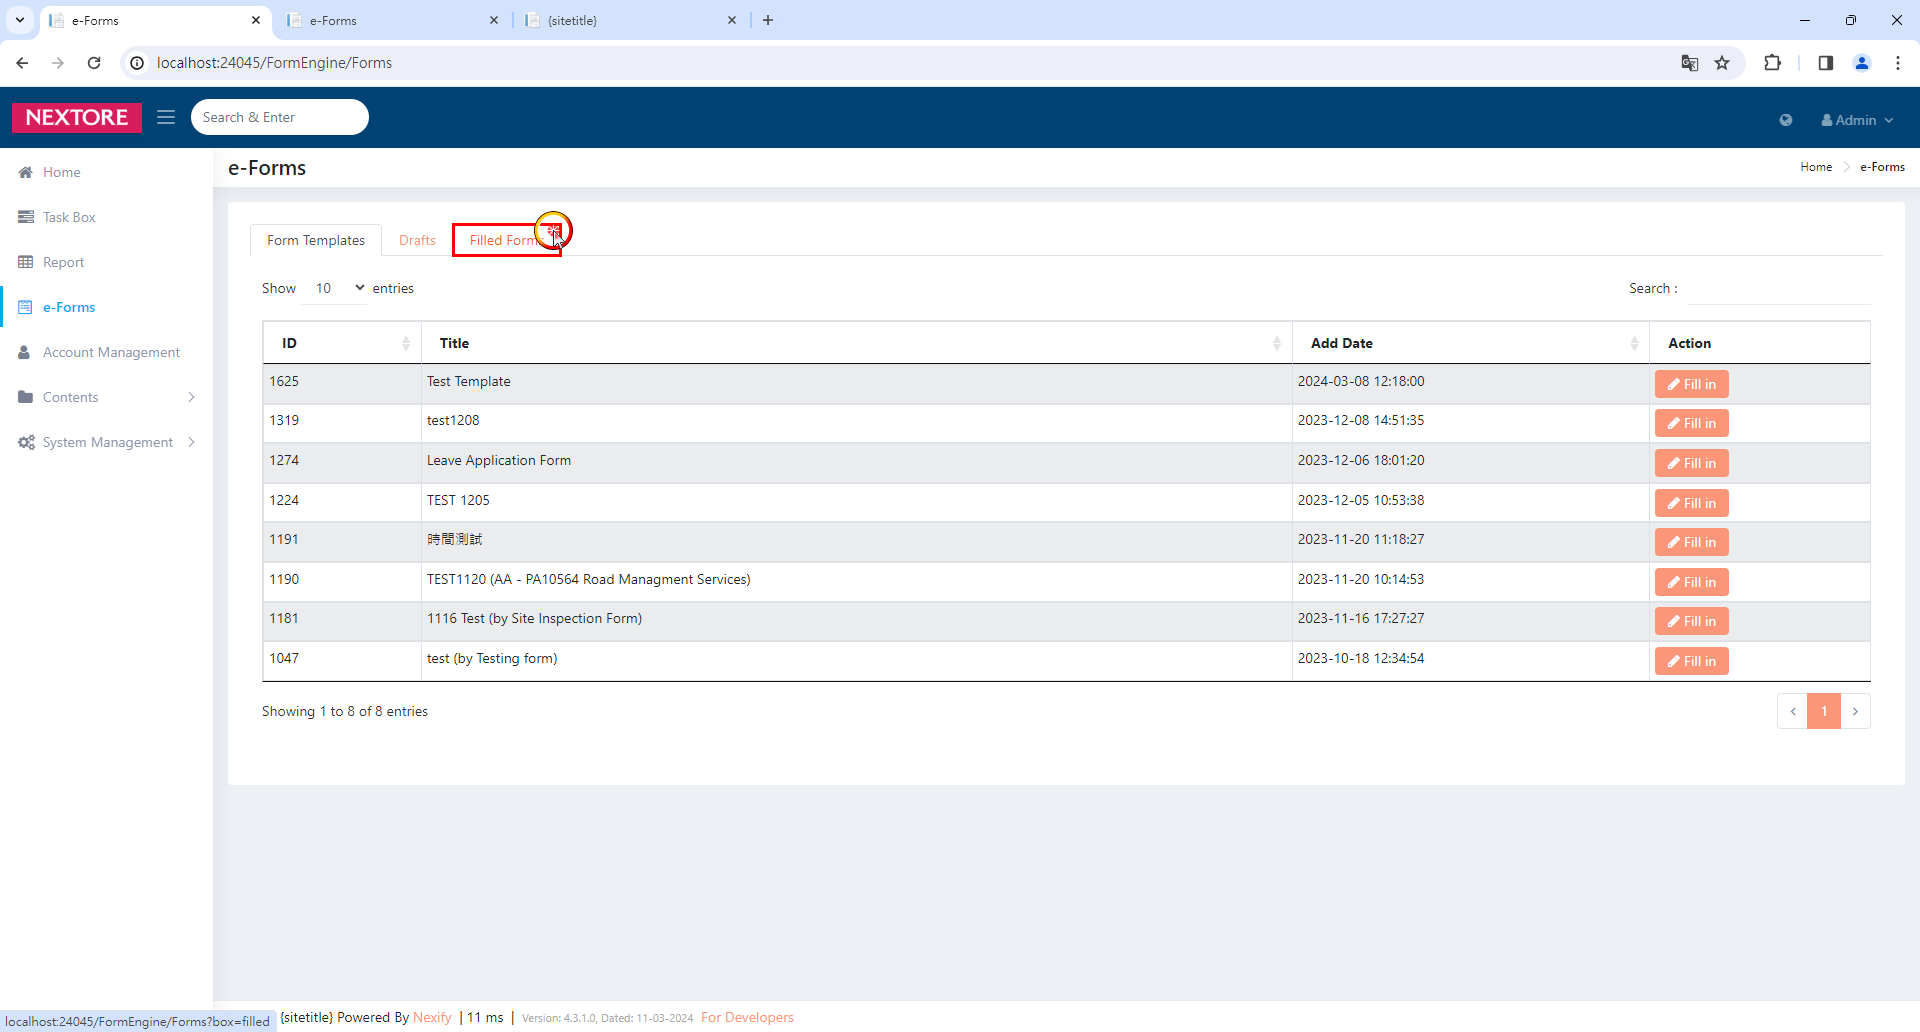 e-Forms
e-Forms
{sitetitle}
localhost:24045/FormEngine/Forms
NEXTORE
Search & Enter
Admin
Home
Task Box
Report
e-Forms
Account Management
Contents
System Management
e-Forms
Home
e-Forms
Form Templates
Drafts
Filled Form
Show 10 entries
Search :
ID Title Add Date Action
1625 Test Template 2024-03-08 12:18:00 Fill in
1319 test1208 2023-12-08 14:51:35 Fill in
1274 Leave Application Form 2023-12-06 18:01:20 Fill in
1224 TEST 1205 2023-12-05 10:53:38 Fill in
1191 時間測試 2023-11-20 11:18:27 Fill in
1190 TEST1120 (AA - PA10564 Road Managment Services) 2023-11-20 10:14:53 Fill in
1181 1116 Test (by Site Inspection Form) 2023-11-16 17:27:27 Fill in
1047 test (by Testing form) 2023-10-18 12:34:54 Fill in
Showing 1 to 8 of 8 entries
1
localhost:24045/FormEngine/Forms?box=filled
{sitetitle} Powered By Nexify | 11 ms | Version: 4.3.1.0, Dated: 11-03-2024 For Developers